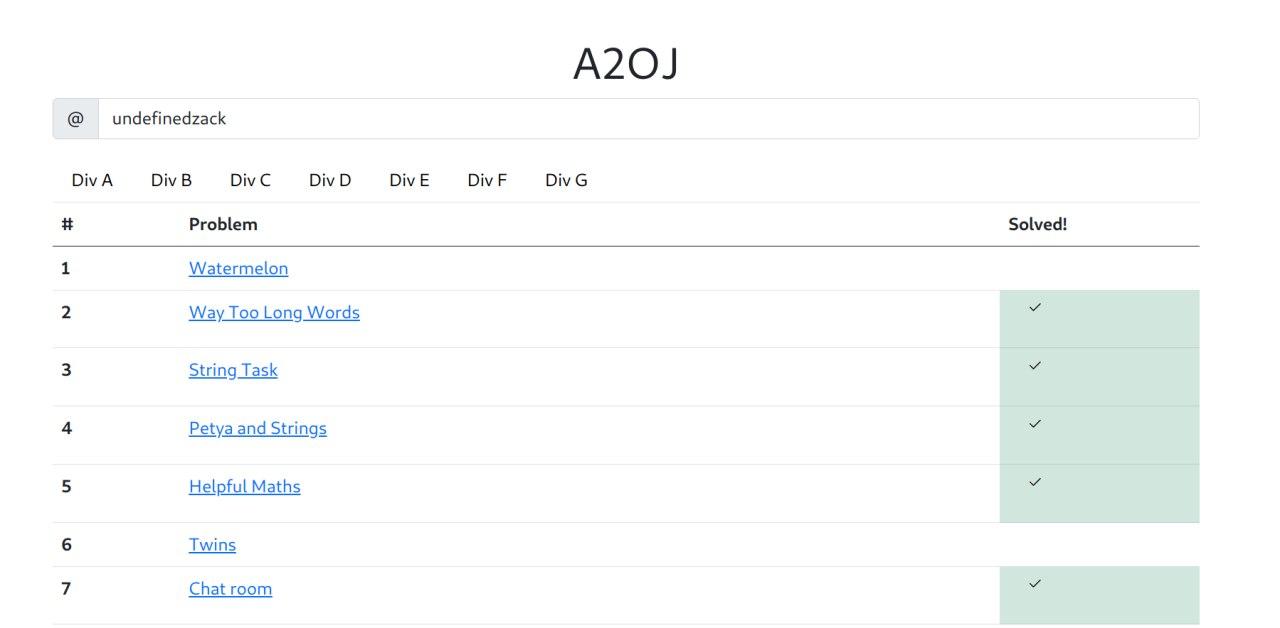 A2OJ
@ undefinedzack
Div A Div B Div C Div D Div E Div F Div G
# Problem Solved!
1 Watermelon
2 Way Too Long Words ✓
3 String Task ✓
4 Petya and Strings ✓
5 Helpful Maths ✓
6 Twins
7 Chat room ✓